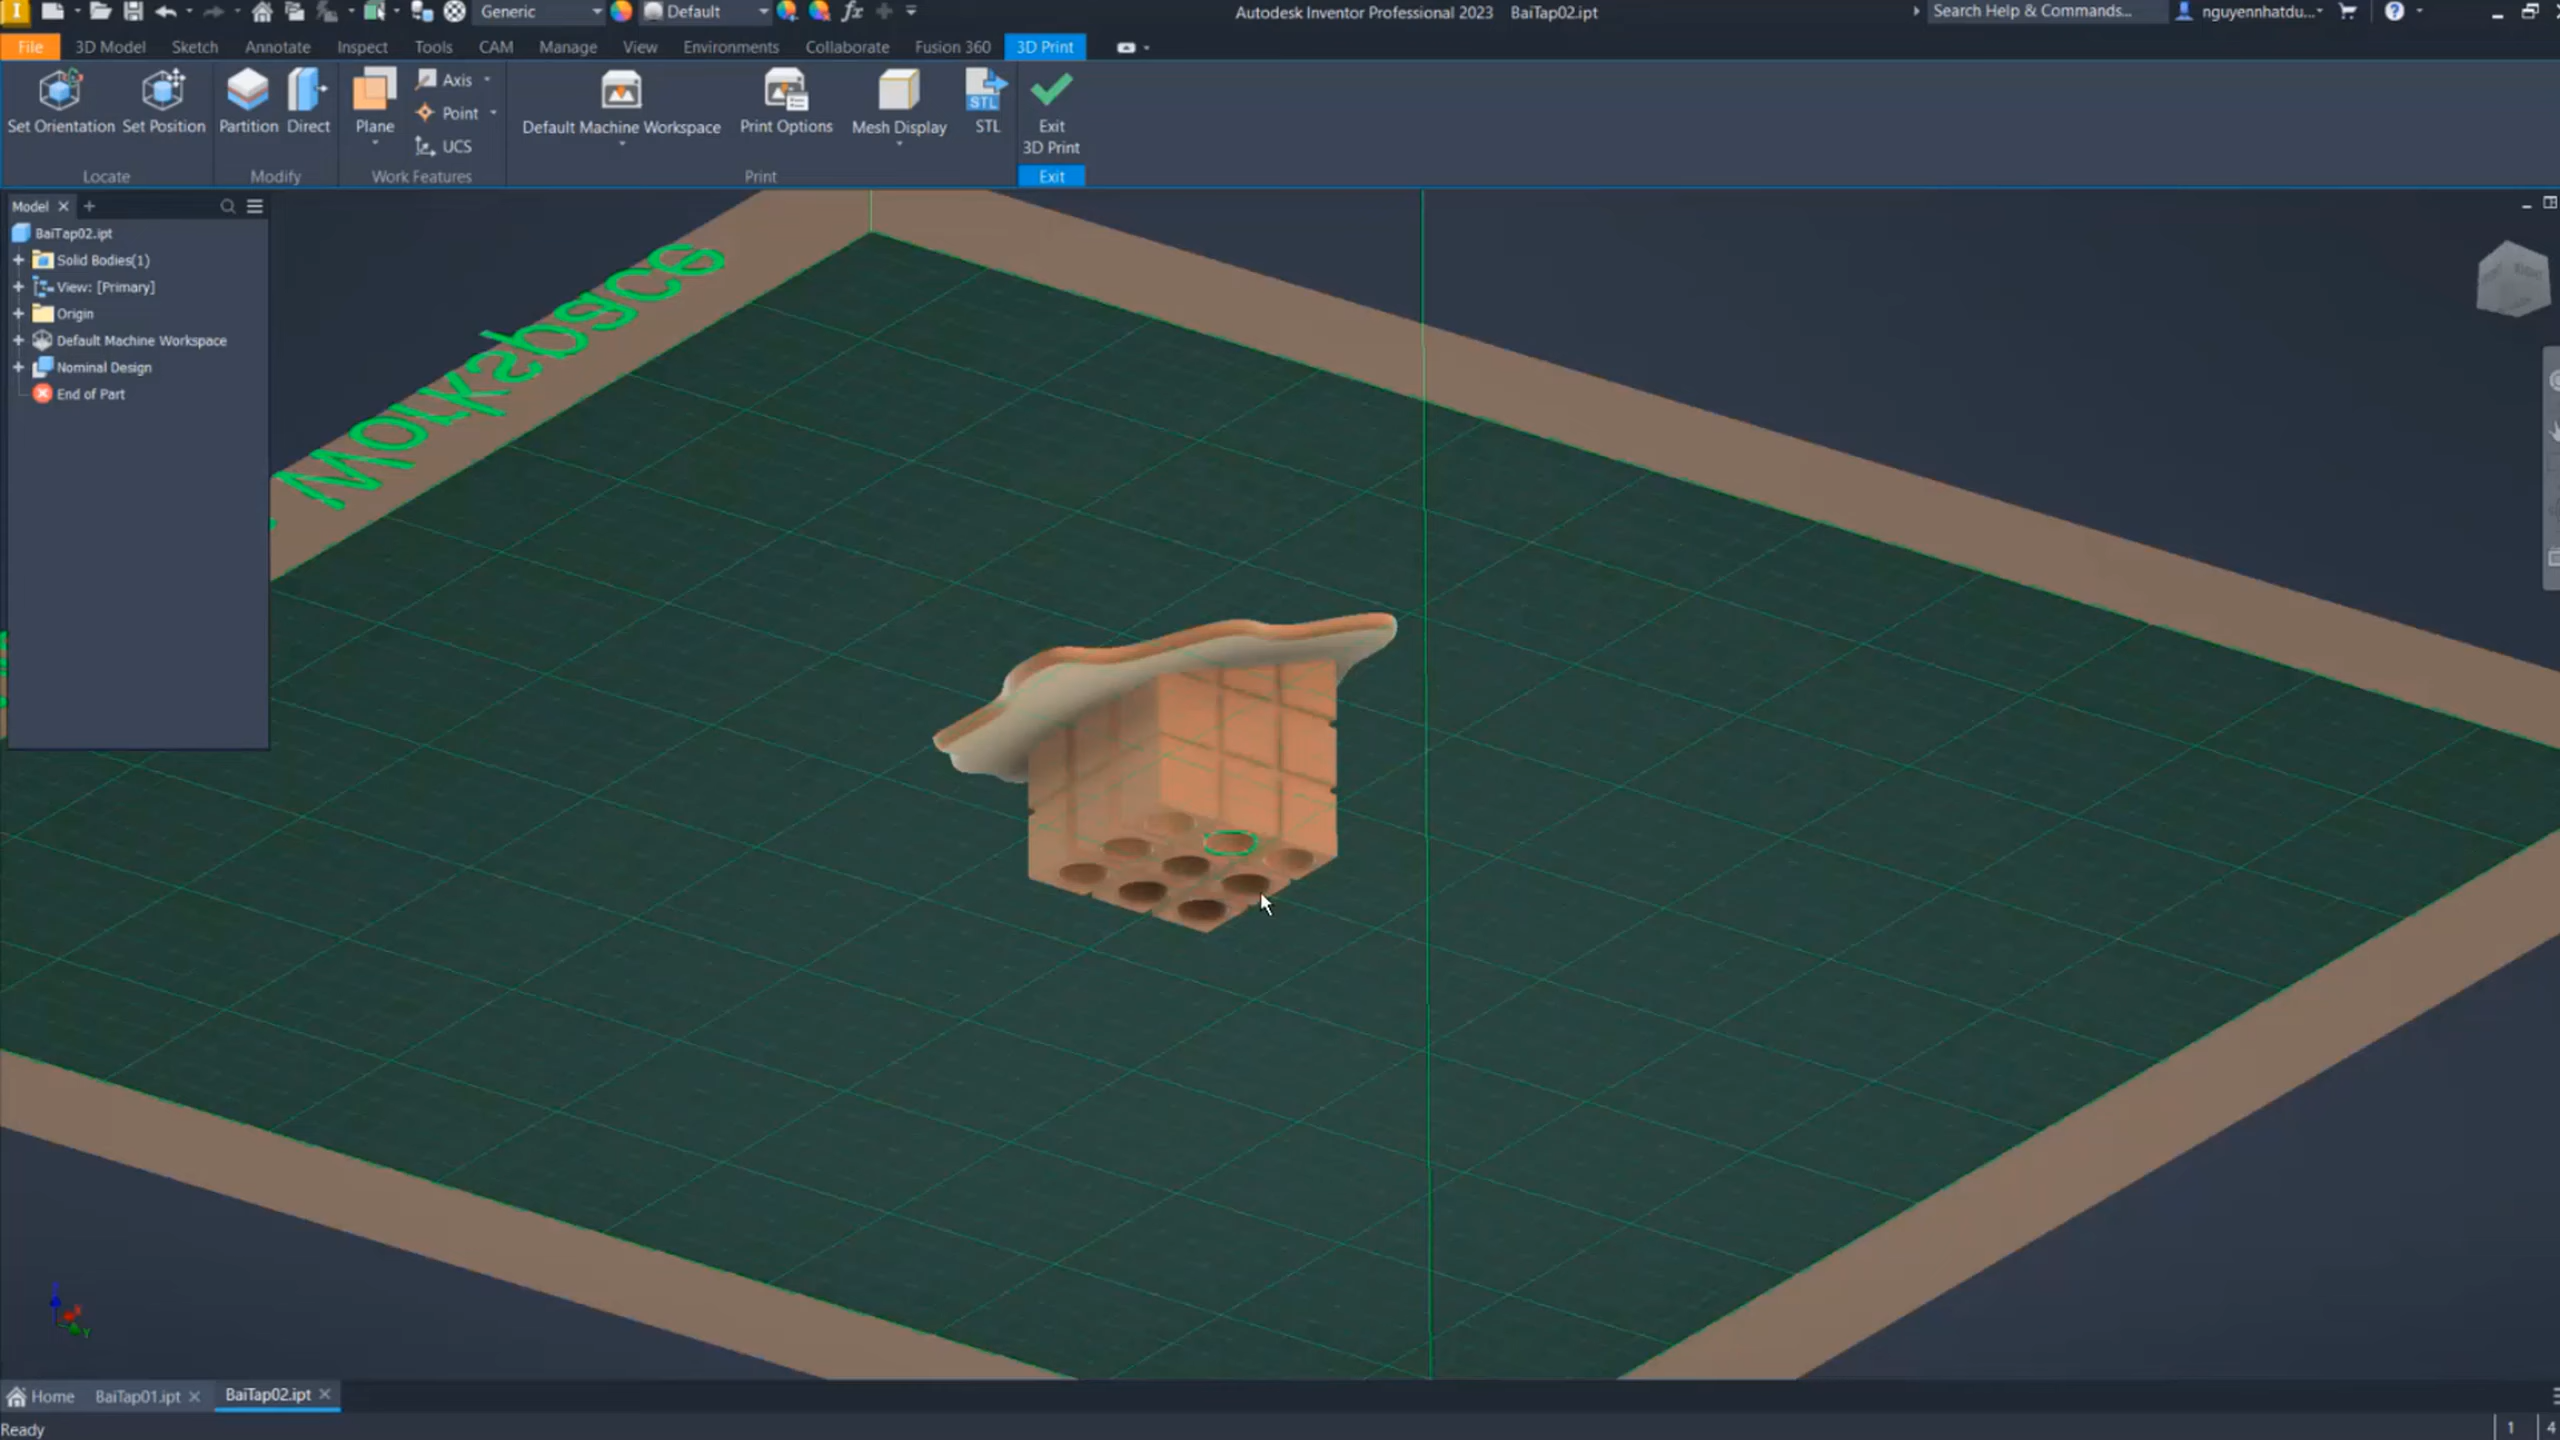 Generic
Default
Autodesk Inventor Professional 2023 BaiTap02.ipt
Search Help & Commands...
nguyennhatdu...
File 3D Model Sketch Annotate Inspect Tools CAM Manage View Environments Collaborate Fusion 360 3D Print
Set Orientation Set Position Partition Direct Plane Axis Point UCS Default Machine Workspace Print Options Mesh Display STL STL Exit 3D Print
Locate Modify Work Features Print Exit
Model
BaiTap02.ipt
Solid Bodies(1)
View: [Primary]
Origin
Default Machine Workspace
Nominal Design
End of Part
Workspace
Home BaiTap01.ipt BaiTap02.ipt
Ready
1 4